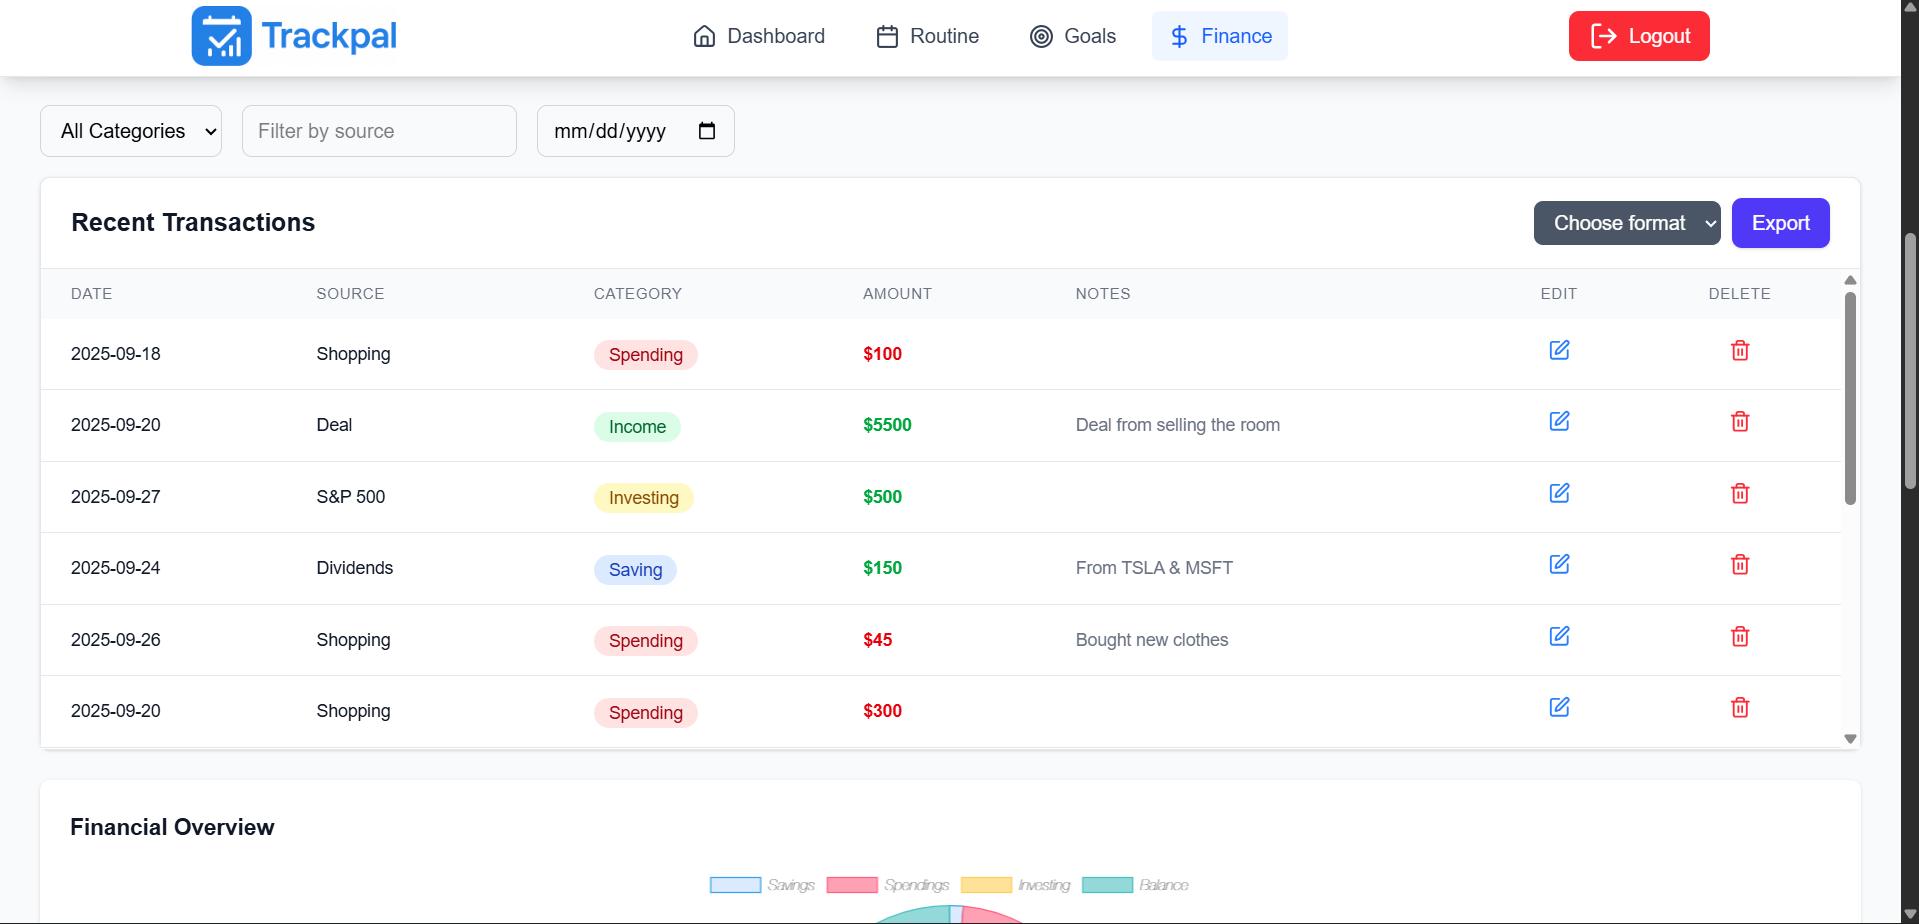 Trackpal
Dashboard
Routine
Goals
Finance
Logout
All Categories
Filter by source
mm/dd/yyyy
Recent Transactions
Choose format
Export
DATE SOURCE CATEGORY AMOUNT NOTES EDIT DELETE
2025-09-18 Shopping Spending $100
2025-09-20 Deal Income $5500 Deal from selling the room
2025-09-27 S&P 500 Investing $500
2025-09-24 Dividends Saving $150 From TSLA & MSFT
2025-09-26 Shopping Spending $45 Bought new clothes
2025-09-20 Shopping Spending $300
Financial Overview
Savings Spendings Investing Balance